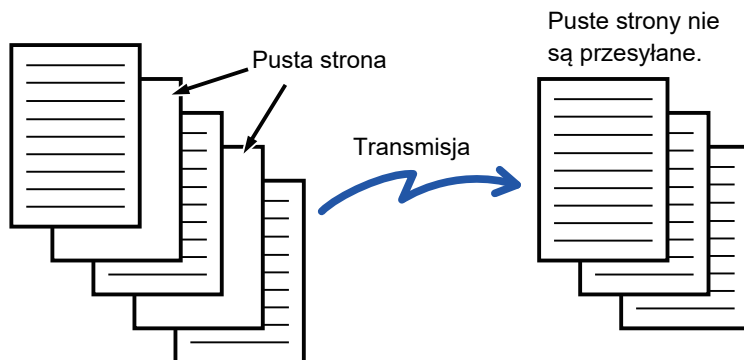 Pusta strona
Transmisja
Puste strony nie
są przesyłane.